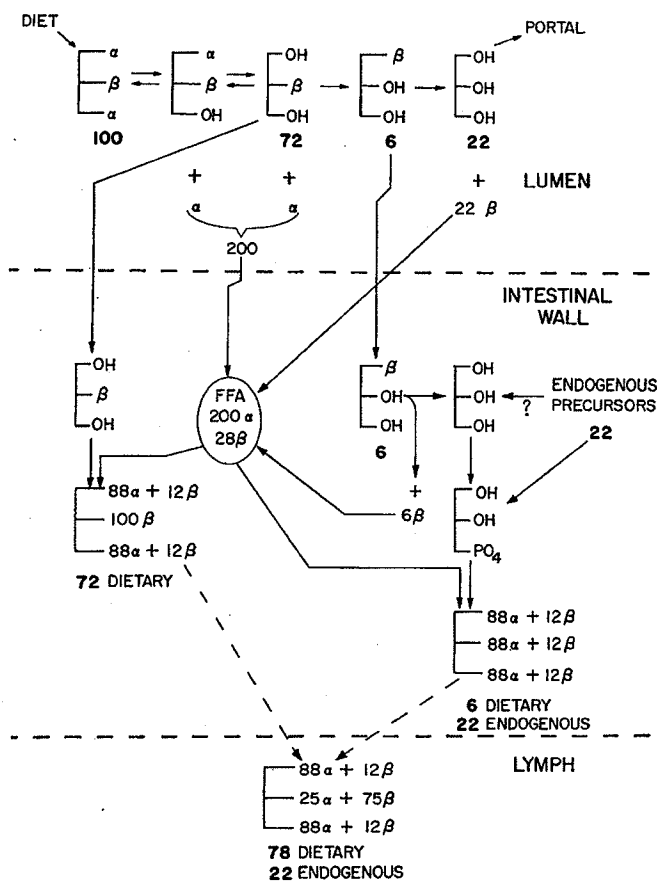 DIET
PORTAL
α α OH β OH
β β β OH OH
α OH OH OH OH
100 72 6 22
+ + + LUMEN
α α 22 β
200
INTESTINAL
WALL
OH β OH
β OH OH
OH OH OH
FFA
200 α
28β
ENDOGENOUS
PRECURSORS
?
22
6
+
6β
OH
OH
PO4
88α + 12β
100 β
88α + 12β
72 DIETARY
88α + 12β
88α + 12β
88α + 12β
6 DIETARY
22 ENDOGENOUS
LYMPH
88α + 12β
25α + 75β
88α + 12β
78 DIETARY
22 ENDOGENOUS